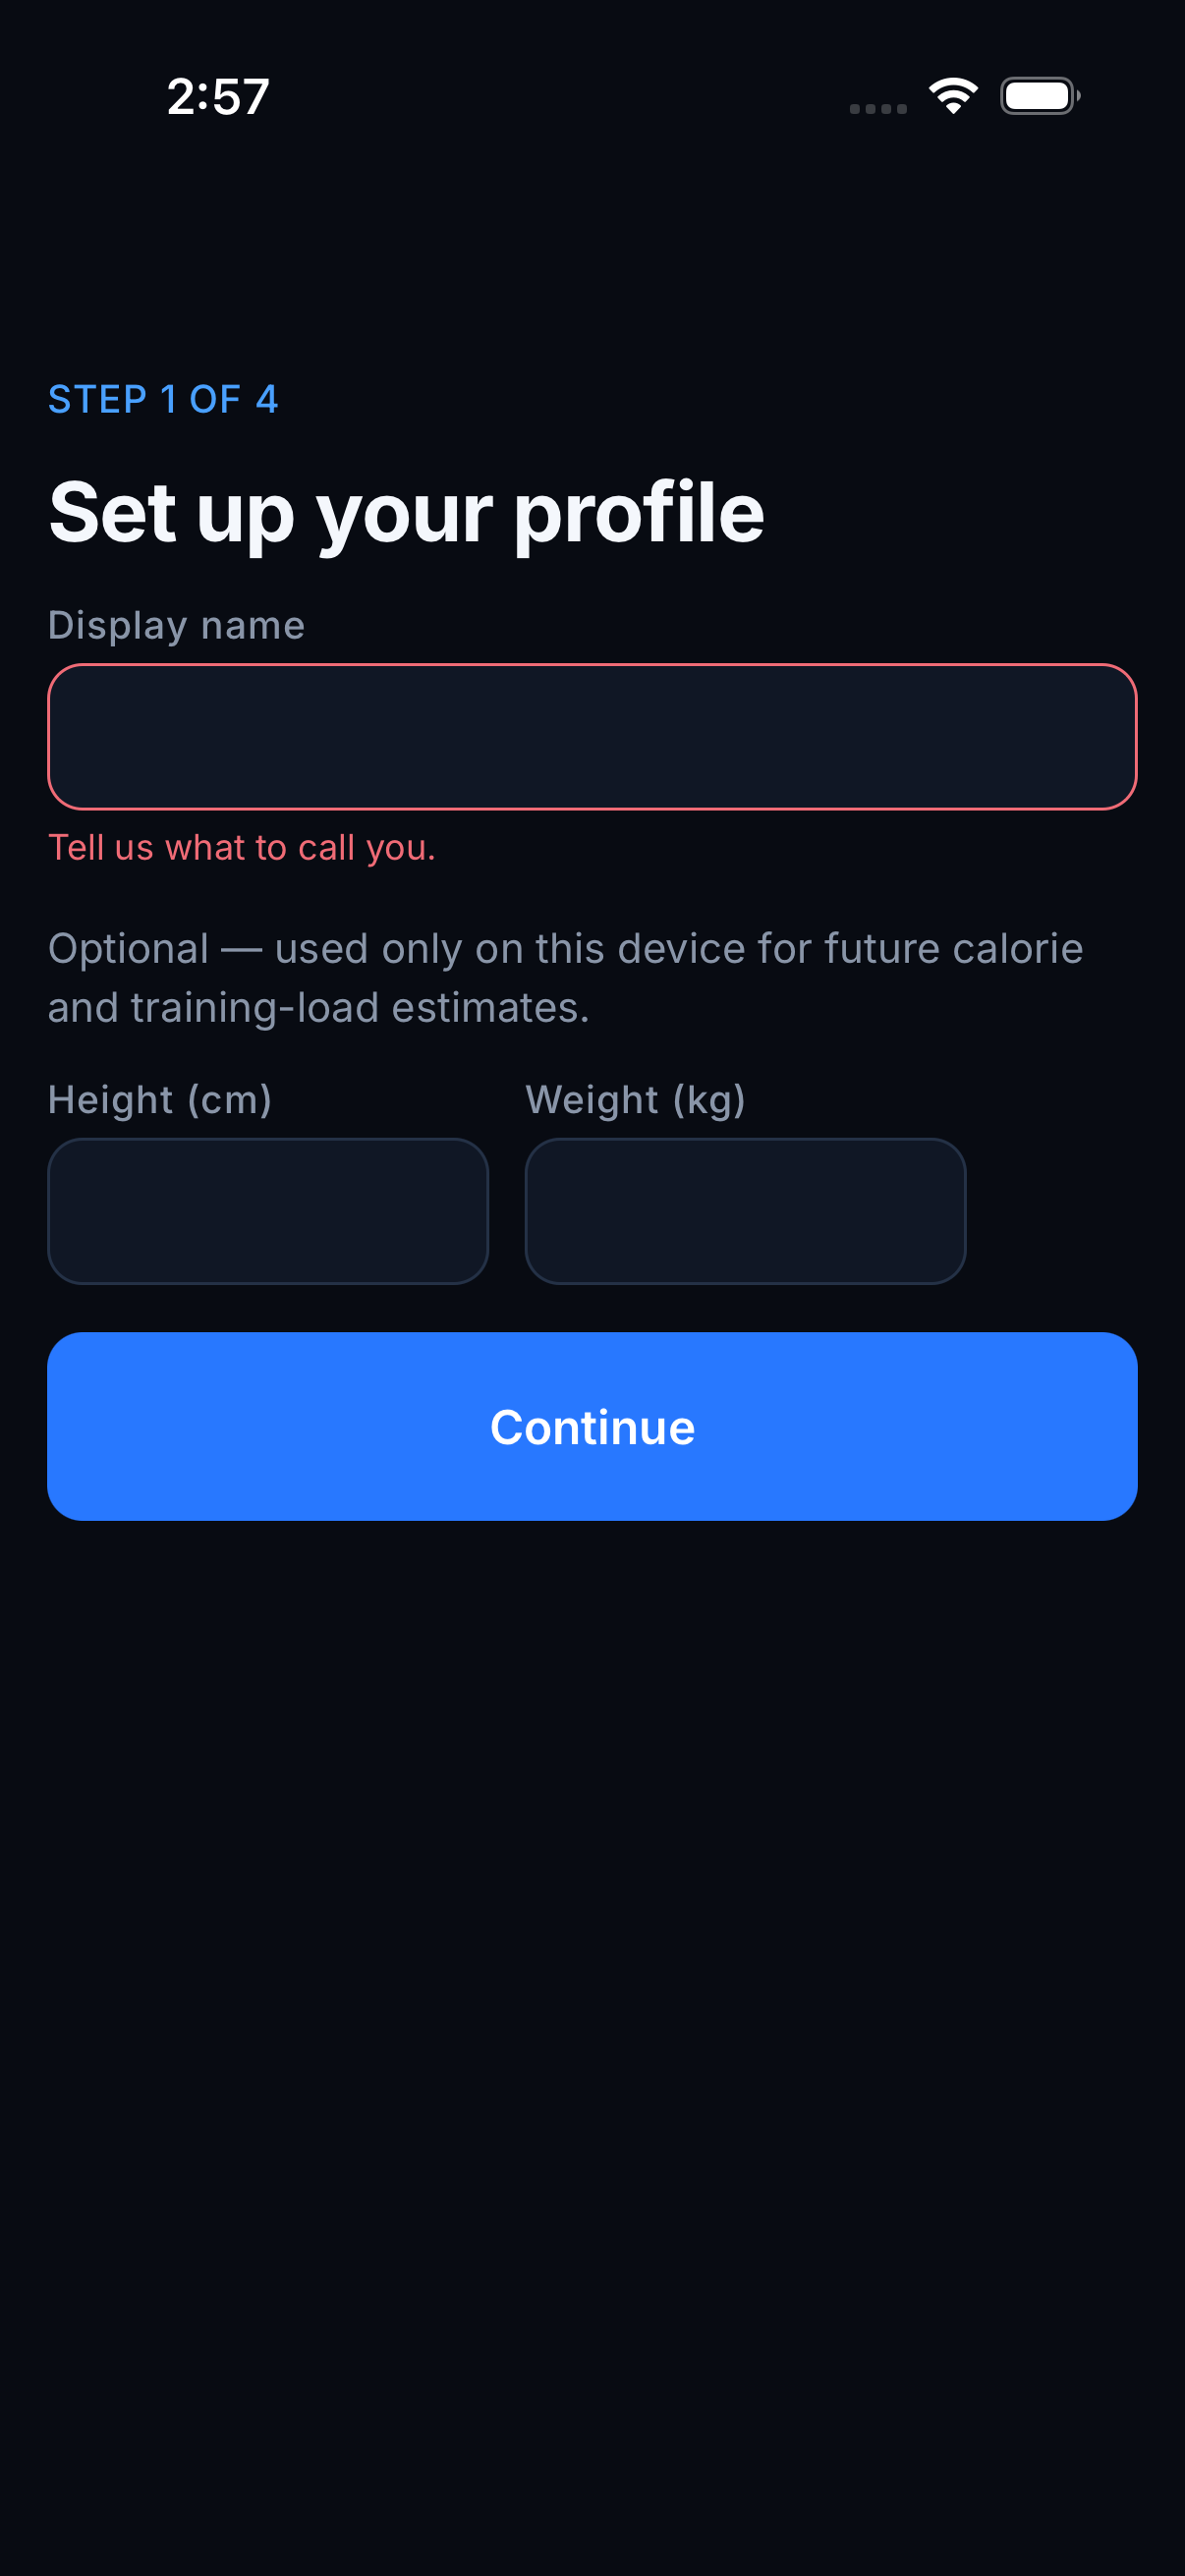 2:57
STEP 1 OF 4
Set up your profile
Display name
Tell us what to call you.
Optional — used only on this device for future calorie
and training-load estimates.
Height (cm) Weight (kg)
Continue